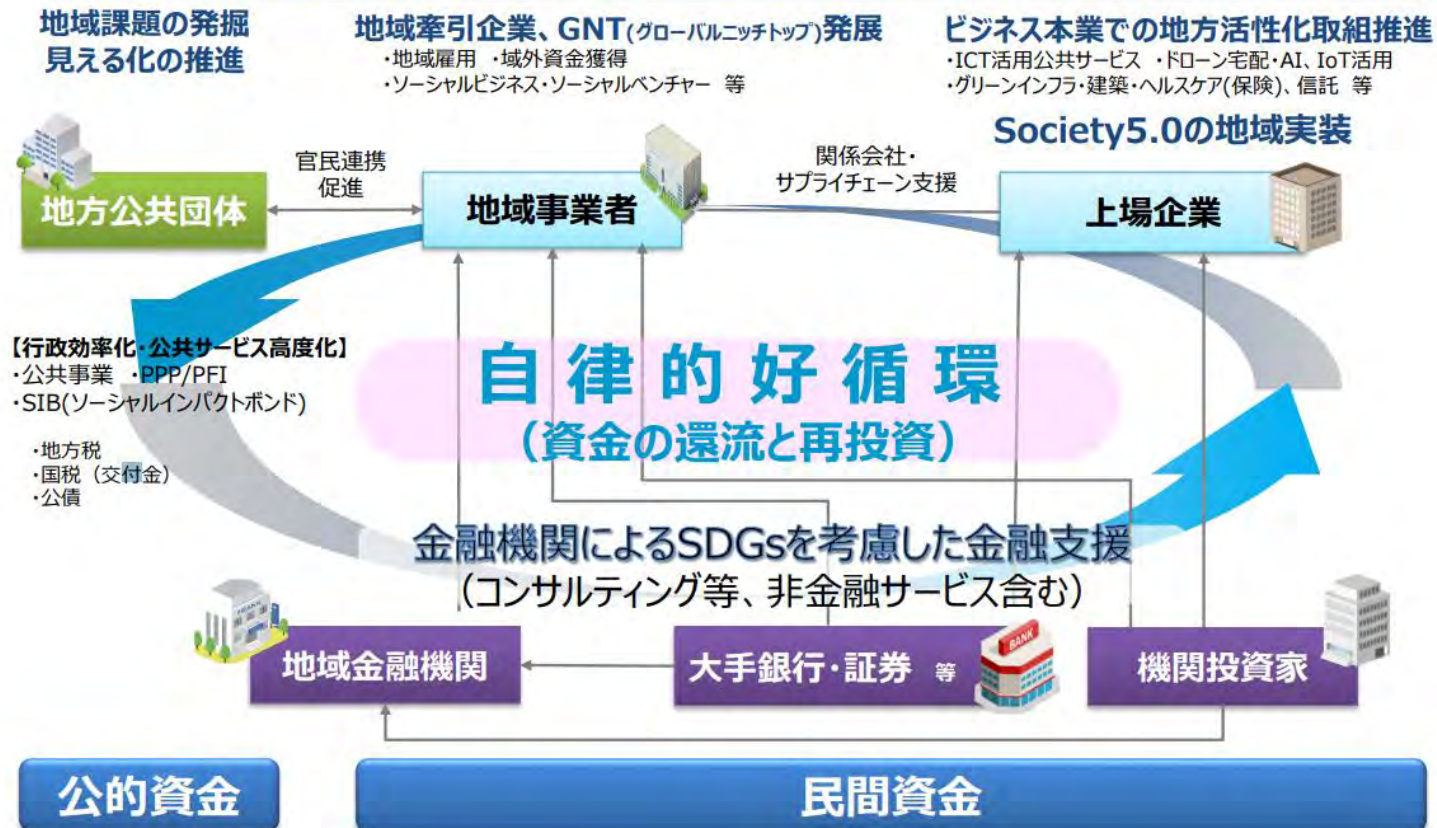 地域課題の発掘
見える化の推進
地域牽引企業、GNT(グローバルニッチトップ)発展
・地域雇用 ・域外資金獲得
・ソーシャルビジネス・ソーシャルベンチャー 等
ビジネス本業での地方活性化取組推進
・ICT活用公共サービス ・ドローン宅配・AI、IoT活用
・グリーンインフラ・建築・ヘルスケア(保険)、信託 等
Society5.0の地域実装
地方公共団体
官民連携
促進
地域事業者
関係会社・
サプライチェーン支援
上場企業
【行政効率化・公共サービス高度化】
・公共事業 ・PPP/PFI
・SIB(ソーシャルインパクトボンド)
・地方税
・国税（交付金）
・公債
自律的好循環
（資金の還流と再投資）
金融機関によるSDGsを考慮した金融支援
（コンサルティング等、非金融サービス含む）
BANK
地域金融機関
大手銀行・証券 等
BANK
機関投資家
公的資金
民間資金